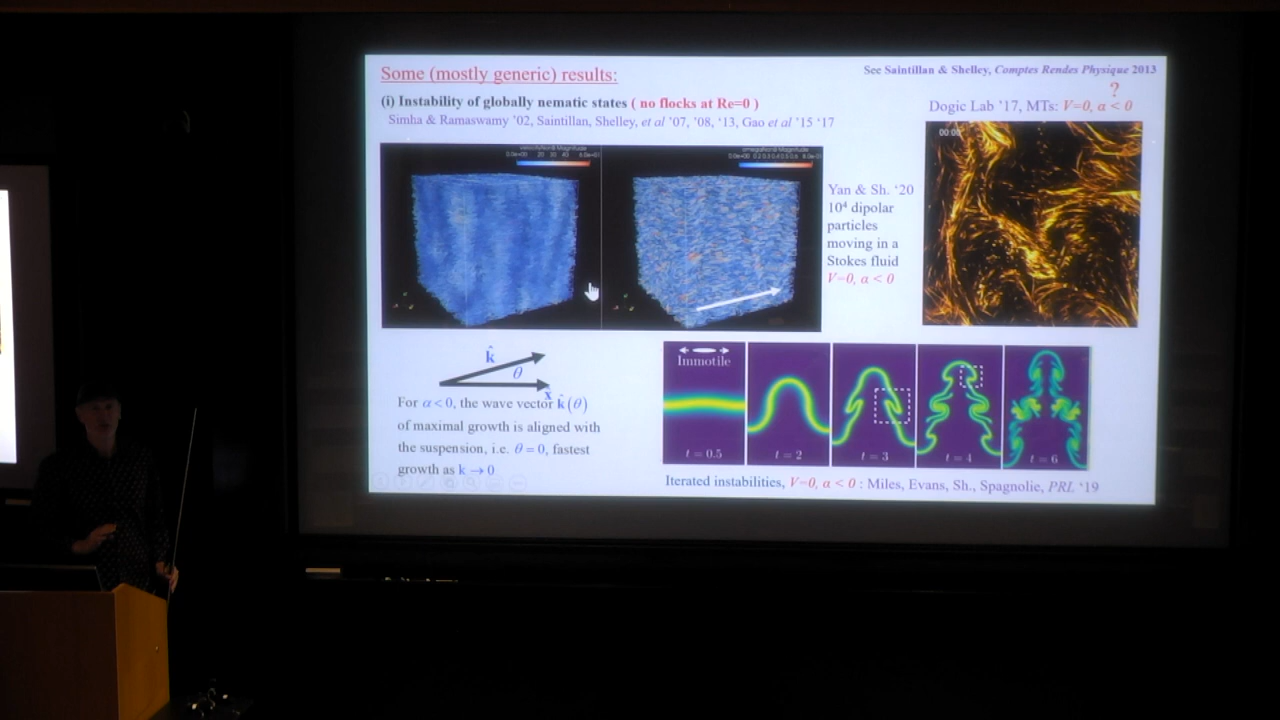 Some (mostly generic) results:
See Saintillan & Shelley, Comptes Rendes Physique 2013
(i) Instability of globally nematic states ( no flocks at Re=0 )
Simha & Ramaswamy '02, Saintillan, Shelley, et al '07, '08, '13, Gao et al '15 '17
?
Dogic Lab '17, MTs: V=0, α < 0
00:00
Yan & Sh. '20
10⁴ dipolar
particles
moving in a
Stokes fluid
V=0, α < 0
k̂
θ
x̂
For α<0, the wave vector k̂(θ)
of maximal growth is aligned with
the suspension, i.e. θ=0, fastest
growth as k → 0
Immotile
t = 0.5
t = 2
t = 3
t = 4
t = 6
Iterated instabilities, V=0, α < 0 : Miles, Evans, Sh., Spagnolie, PRL '19